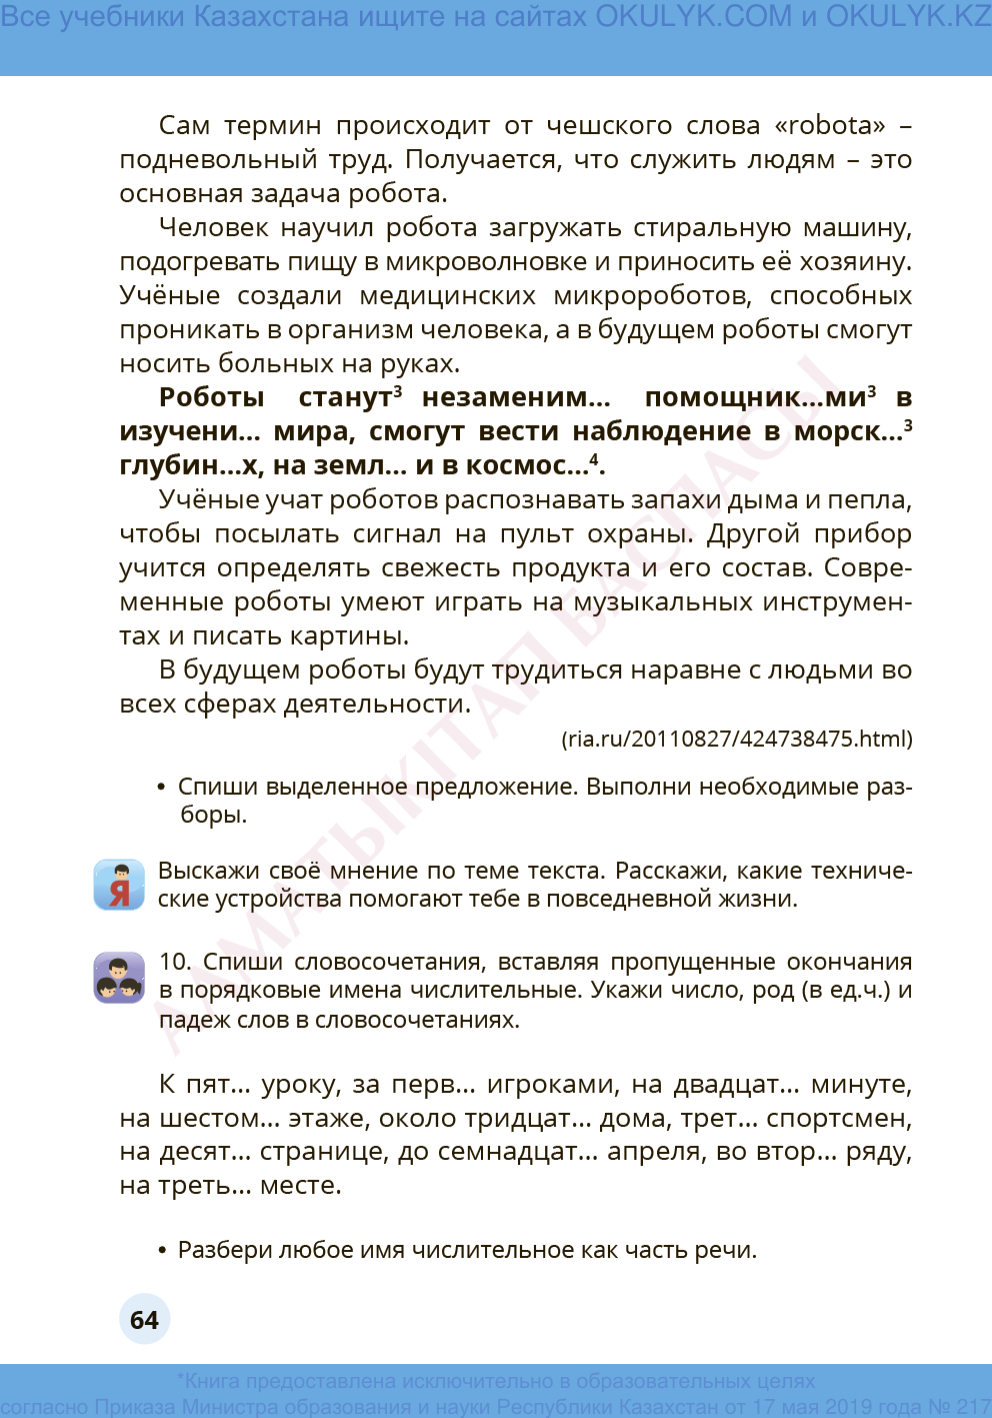 Все учебники Казахстана ищите на сайтах OKULYK.COM и OKULYK.KZ
Сам термин происходит от чешского слова «robota» –
подневольный труд. Получается, что служить людям – это
основная задача робота.
Человек научил робота загружать стиральную машину,
подогревать пищу в микроволновке и приносить её хозяину.
Учёные создали медицинских микророботов, способных
проникать в организм человека, а в будущем роботы смогут
носить больных на руках.
Роботы станут³ незаменим... помощник...ми³ в
изучени... мира, смогут вести наблюдение в морск...³
глубин...х, на земл... и в космос...⁴.
Учёные учат роботов распознавать запахи дыма и пепла,
чтобы посылать сигнал на пульт охраны. Другой прибор
учится определять свежесть продукта и его состав. Совре-
менные роботы умеют играть на музыкальных инструмен-
тах и писать картины.
В будущем роботы будут трудиться наравне с людьми во
всех сферах деятельности.
(ria.ru/20110827/424738475.html)
• Спиши выделенное предложение. Выполни необходимые раз-
боры.
Я
Выскажи своё мнение по теме текста. Расскажи, какие техниче-
ские устройства помогают тебе в повседневной жизни.
10. Спиши словосочетания, вставляя пропущенные окончания
в порядковые имена числительные. Укажи число, род (в ед.ч.) и
падеж слов в словосочетаниях.
К пят... уроку, за перв... игроками, на двадцат... минуте,
на шестом... этаже, около тридцат... дома, трет... спортсмен,
на десят... странице, до семнадцат... апреля, во втор... ряду,
на треть... месте.
• Разбери любое имя числительное как часть речи.
64
АЛМАТЫКІТАП БАСПАСЫ
*Книга предоставлена исключительно в образовательных целях
согласно Приказа Министра образования и науки Республики Казахстан от 17 мая 2019 года № 217